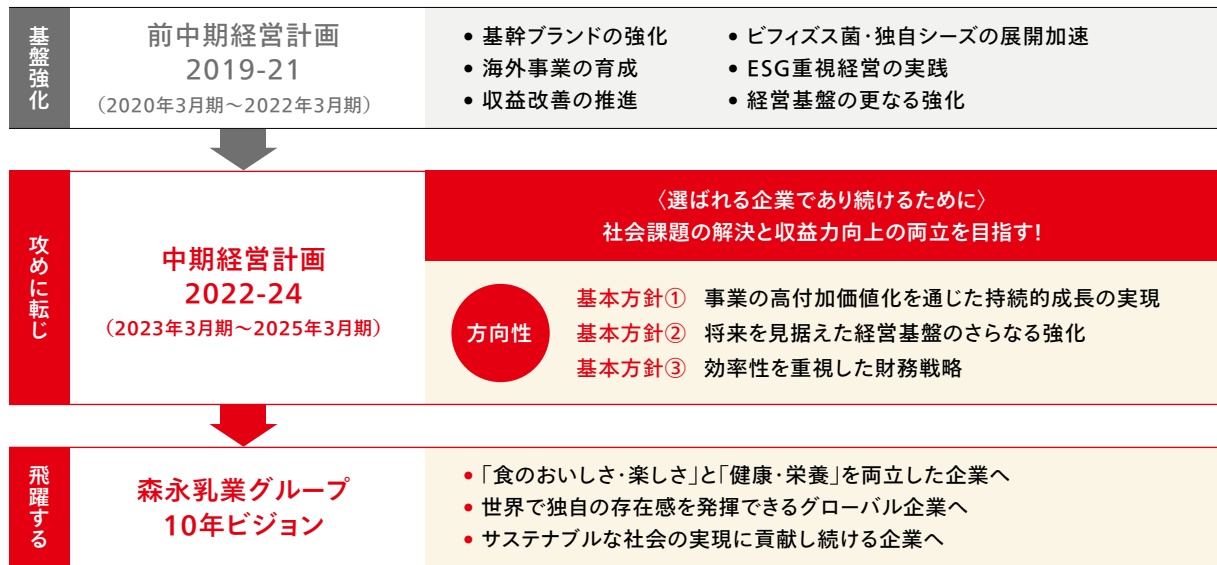 基盤強化
前中期経営計画
2019-21
（2020年3月期～2022年3月期）
• 基幹ブランドの強化
• 海外事業の育成
• 収益改善の推進
• ビフィズス菌・独自シーズの展開加速
• ESG重視経営の実践
• 経営基盤の更なる強化
攻めに転じ
中期経営計画
2022-24
（2023年3月期～2025年3月期）
〈選ばれる企業であり続けるために〉
社会課題の解決と収益力向上の両立を目指す！
方向性
基本方針① 事業の高付加価値化を通じた持続的成長の実現
基本方針② 将来を見据えた経営基盤のさらなる強化
基本方針③ 効率性を重視した財務戦略
飛躍する
森永乳業グループ
10年ビジョン
• 「食のおいしさ・楽しさ」と「健康・栄養」を両立した企業へ
• 世界で独自の存在感を発揮できるグローバル企業へ
• サステナブルな社会の実現に貢献し続ける企業へ